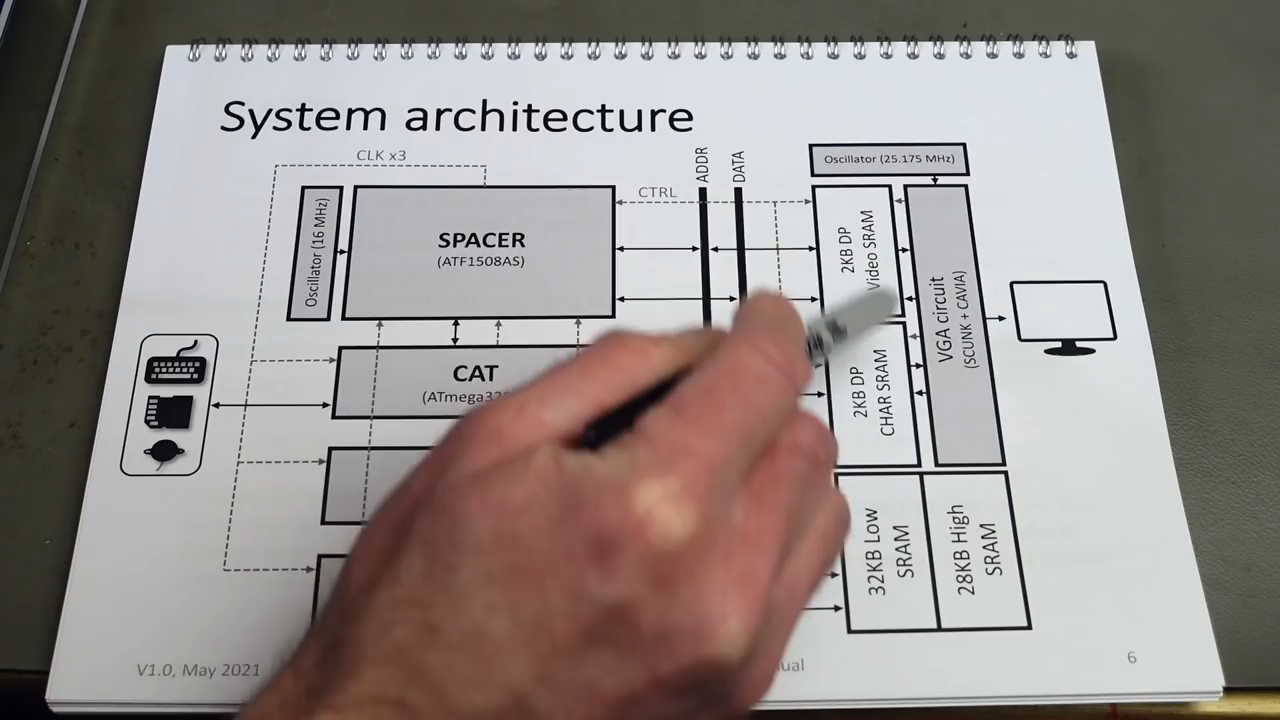 System architecture
CLK x3
ADDR
DATA
Oscillator (25.175 MHz)
CTRL
Oscillator (16 MHz)
SPACER
(ATF1508AS)
2KB DP
Video SRAM
VGA circuit
(SCUNK + CAVIA)
CAT
2KB DP
CHAR SRAM
32KB Low
SRAM
28KB High
SRAM
V1.0, May 2021
6